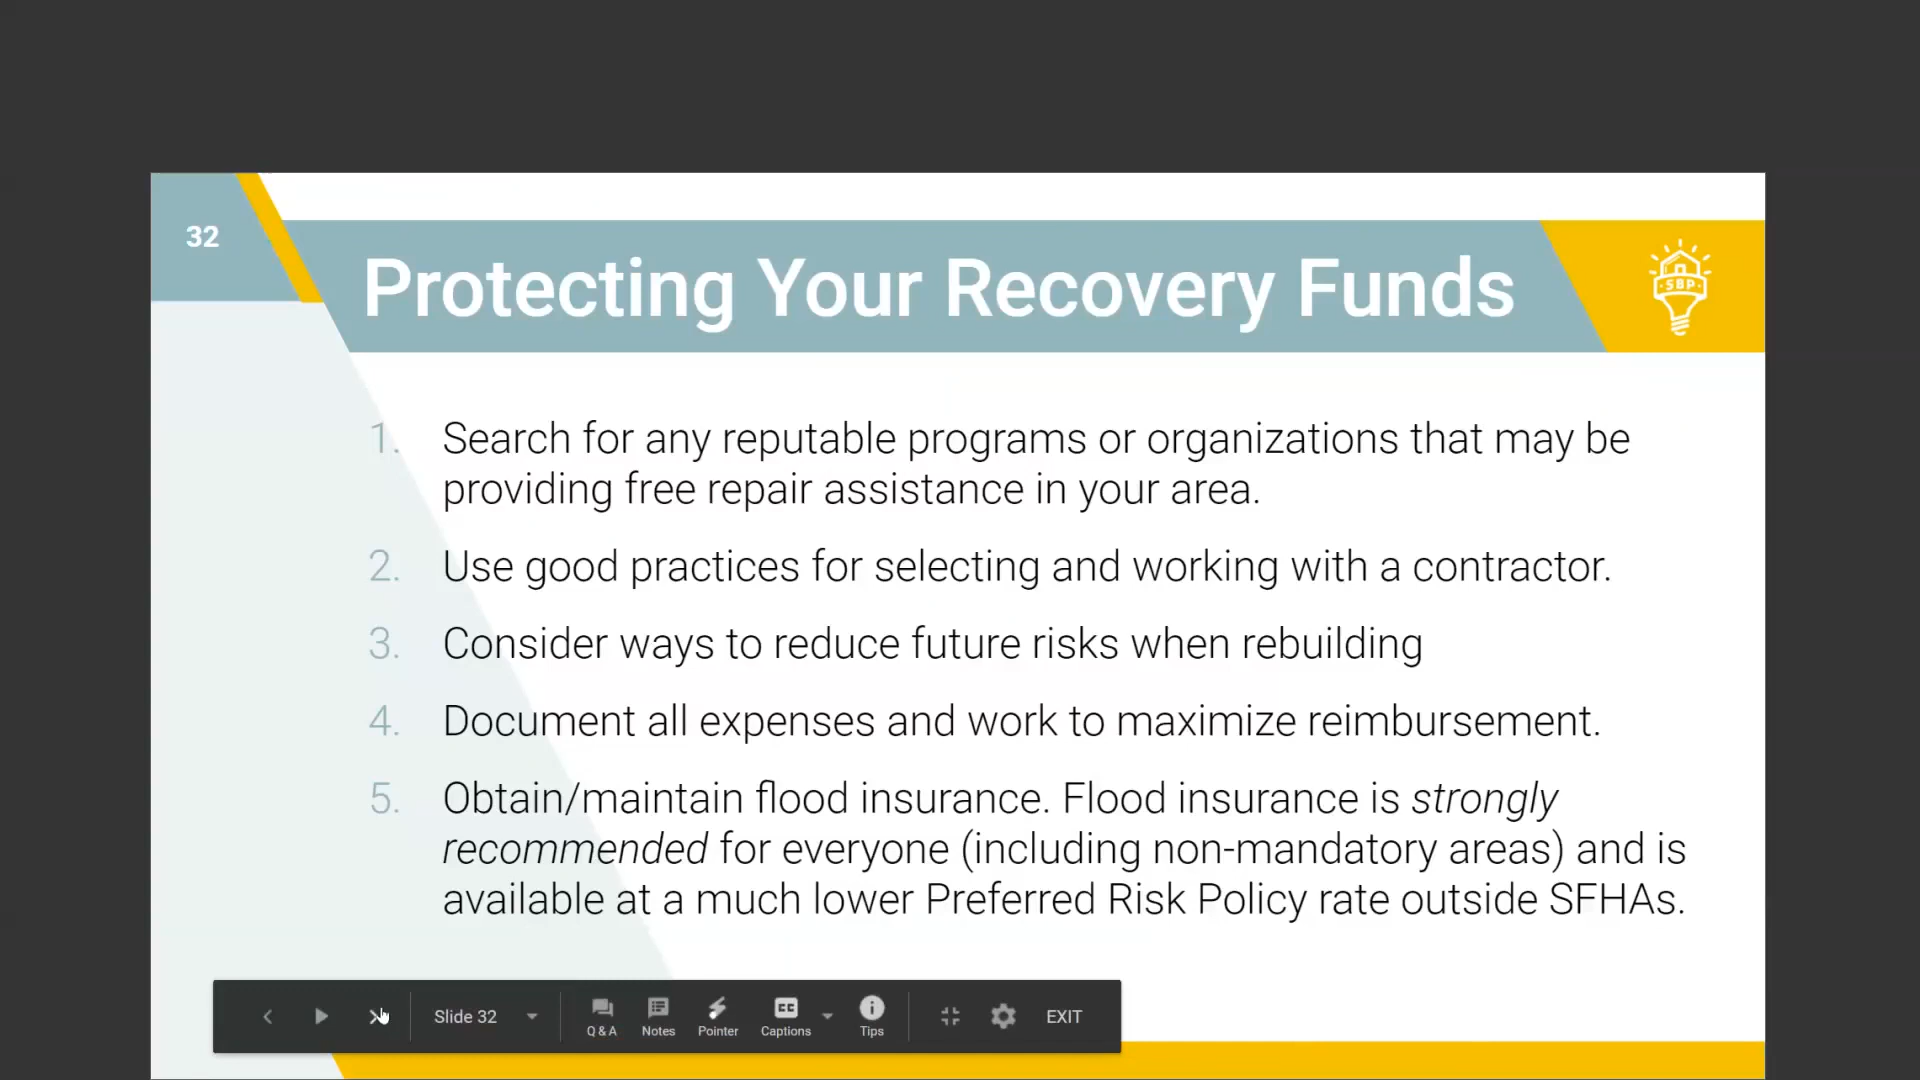 32
Protecting Your Recovery Funds
SBP
1. Search for any reputable programs or organizations that may be
providing free repair assistance in your area.
2. Use good practices for selecting and working with a contractor.
3. Consider ways to reduce future risks when rebuilding
4. Document all expenses and work to maximize reimbursement.
5. Obtain/maintain flood insurance. Flood insurance is strongly
recommended for everyone (including non-mandatory areas) and is
available at a much lower Preferred Risk Policy rate outside SFHAs.
Slide 32
Q & A
Notes
Pointer
CC
Captions
Tips
EXIT